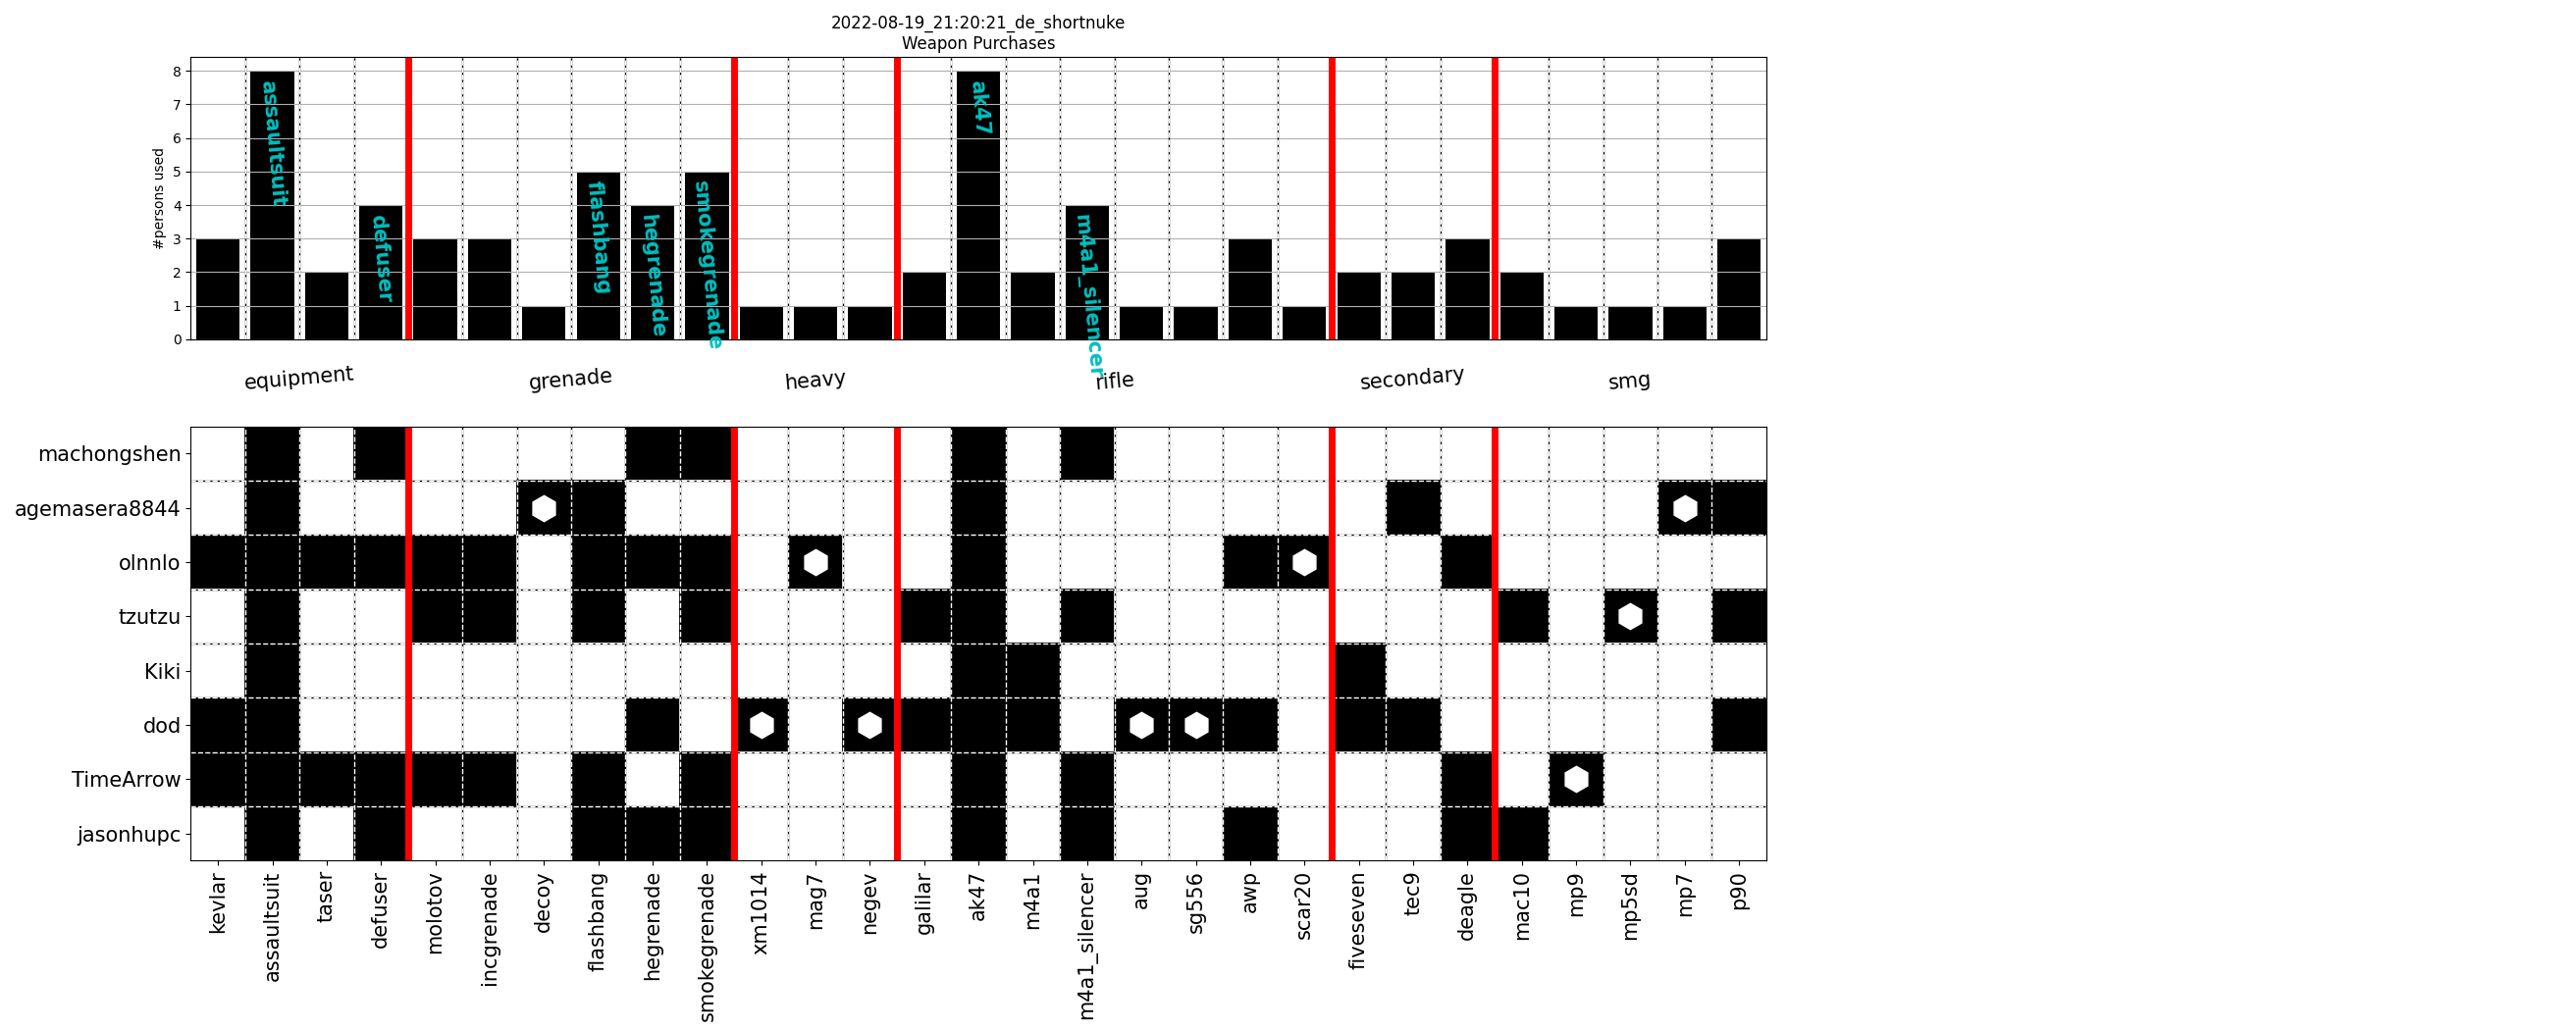 2022-08-19_21:20:21_de_shortnuke
Weapon Purchases
#persons used
8
7
6
5
4
3
2
1
0
assaultsuit
defuser
flashbang
hegrenade
smokegrenade
ak47
m4a1_silencer
equipment
grenade
heavy
rifle
secondary
smg
machongshen
agemasera8844
olnnlo
tzutzu
Kiki
dod
TimeArrow
jasonhupc
kevlar
assaultsuit
taser
defuser
molotov
incgrenade
decoy
flashbang
hegrenade
smokegrenade
xm1014
mag7
negev
galilar
ak47
m4a1
m4a1_silencer
aug
sg556
awp
scar20
fiveseven
tec9
deagle
mac10
mp9
mp5sd
mp7
p90